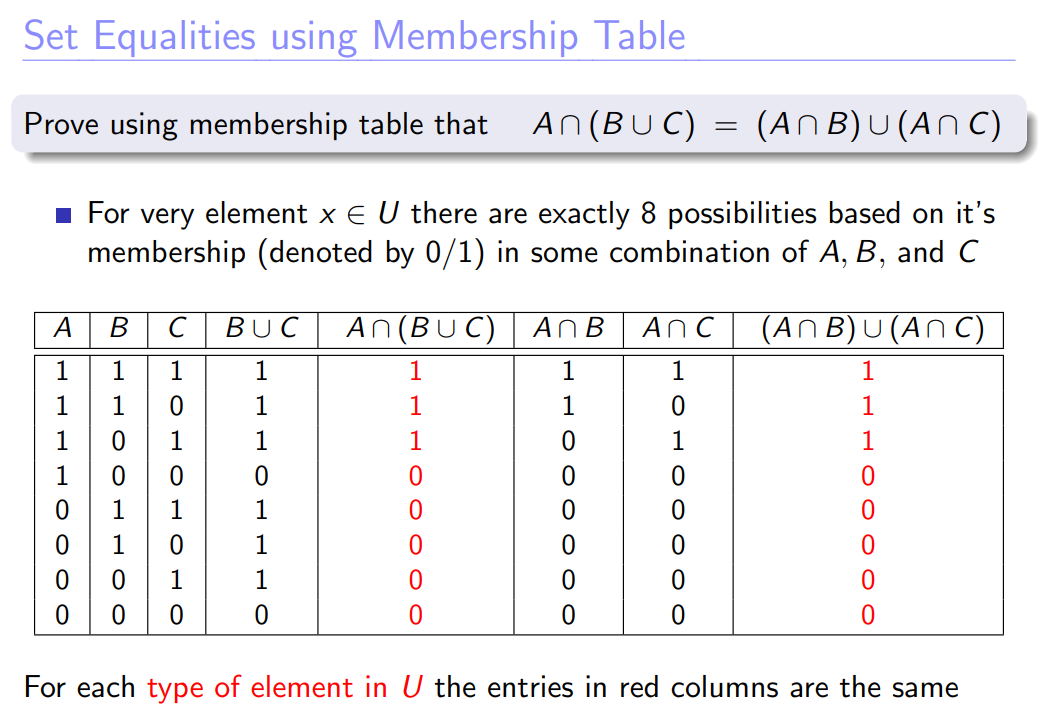 Set Equalities using Membership Table
Prove using membership table that A ∩ (B ∪ C) = (A ∩ B) ∪ (A ∩ C)
For very element x ∈ U there are exactly 8 possibilities based on it's
membership (denoted by 0/1) in some combination of A, B, and C
A B C B ∪ C A ∩ (B ∪ C) A ∩ B A ∩ C (A ∩ B) ∪ (A ∩ C)
1 1 1 1 1 1 1 1
1 1 0 1 1 1 0 1
1 0 1 1 1 0 1 1
1 0 0 0 0 0 0 0
0 1 1 1 0 0 0 0
0 1 0 1 0 0 0 0
0 0 1 1 0 0 0 0
0 0 0 0 0 0 0 0
For each type of element in U the entries in red columns are the same